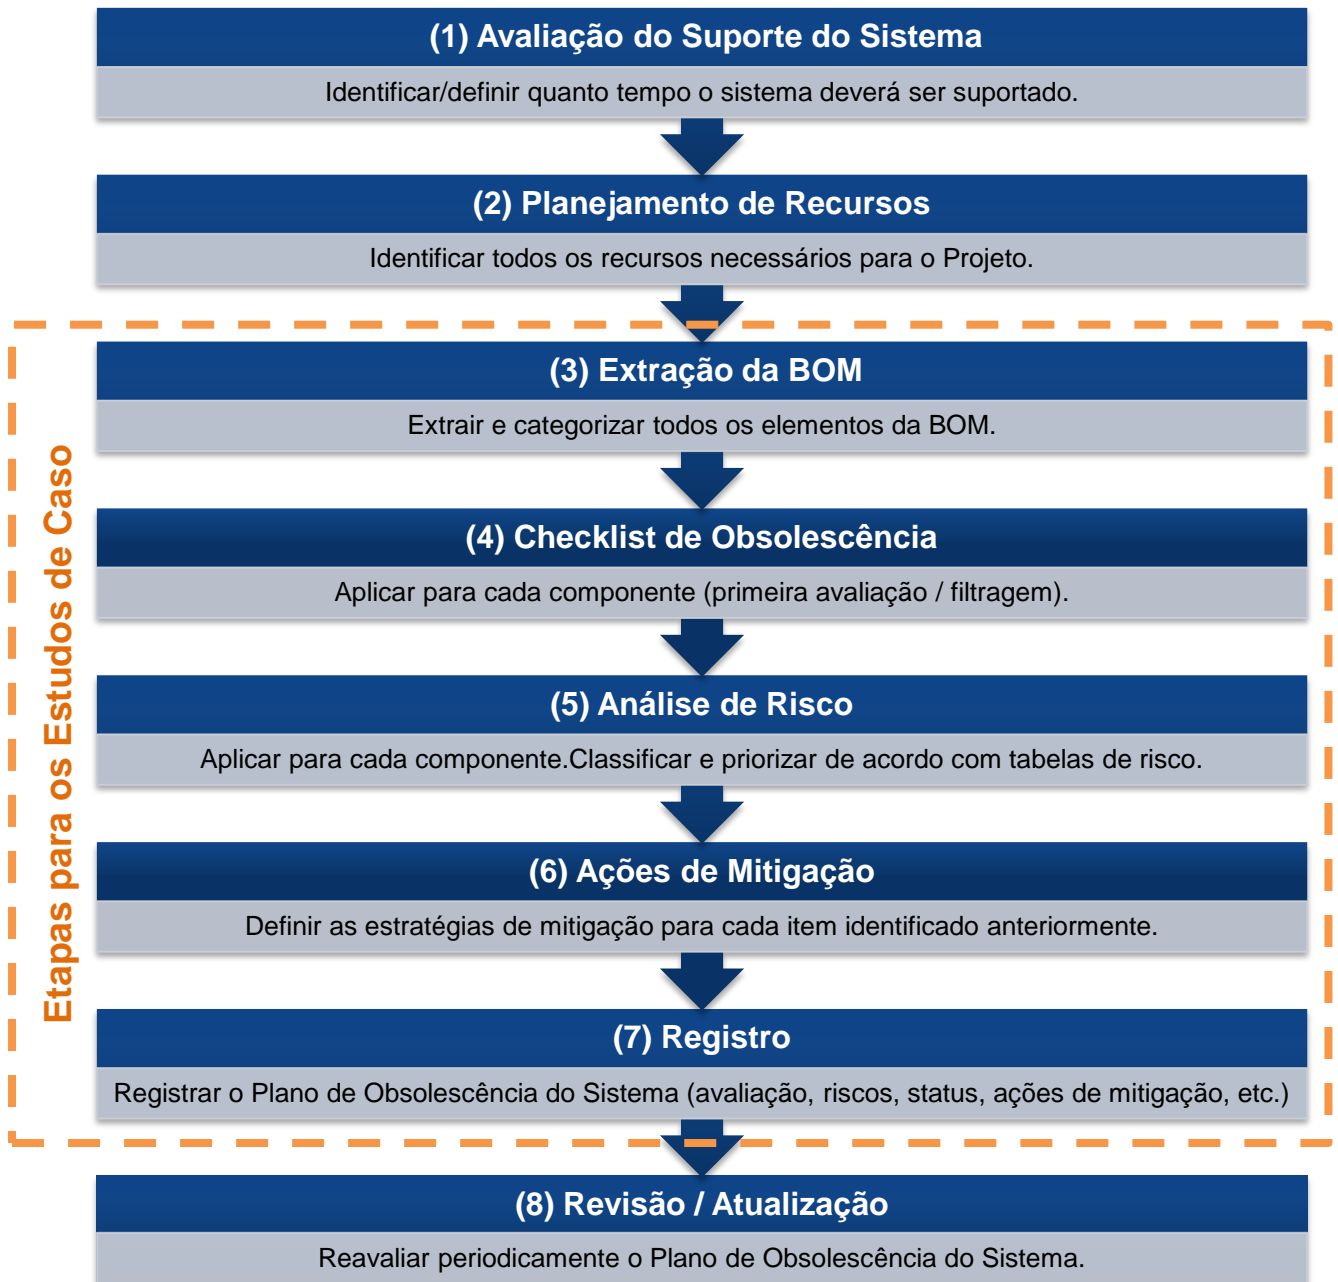 (1) Avaliação do Suporte do Sistema
Identificar/definir quanto tempo o sistema deverá ser suportado.
(2) Planejamento de Recursos
Identificar todos os recursos necessários para o Projeto.
Etapas para os Estudos de Caso
(3) Extração da BOM
Extrair e categorizar todos os elementos da BOM.
(4) Checklist de Obsolescência
Aplicar para cada componente (primeira avaliação / filtragem).
(5) Análise de Risco
Aplicar para cada componente.Classificar e priorizar de acordo com tabelas de risco.
(6) Ações de Mitigação
Definir as estratégias de mitigação para cada item identificado anteriormente.
(7) Registro
Registrar o Plano de Obsolescência do Sistema (avaliação, riscos, status, ações de mitigação, etc.)
(8) Revisão / Atualização
Reavaliar periodicamente o Plano de Obsolescência do Sistema.